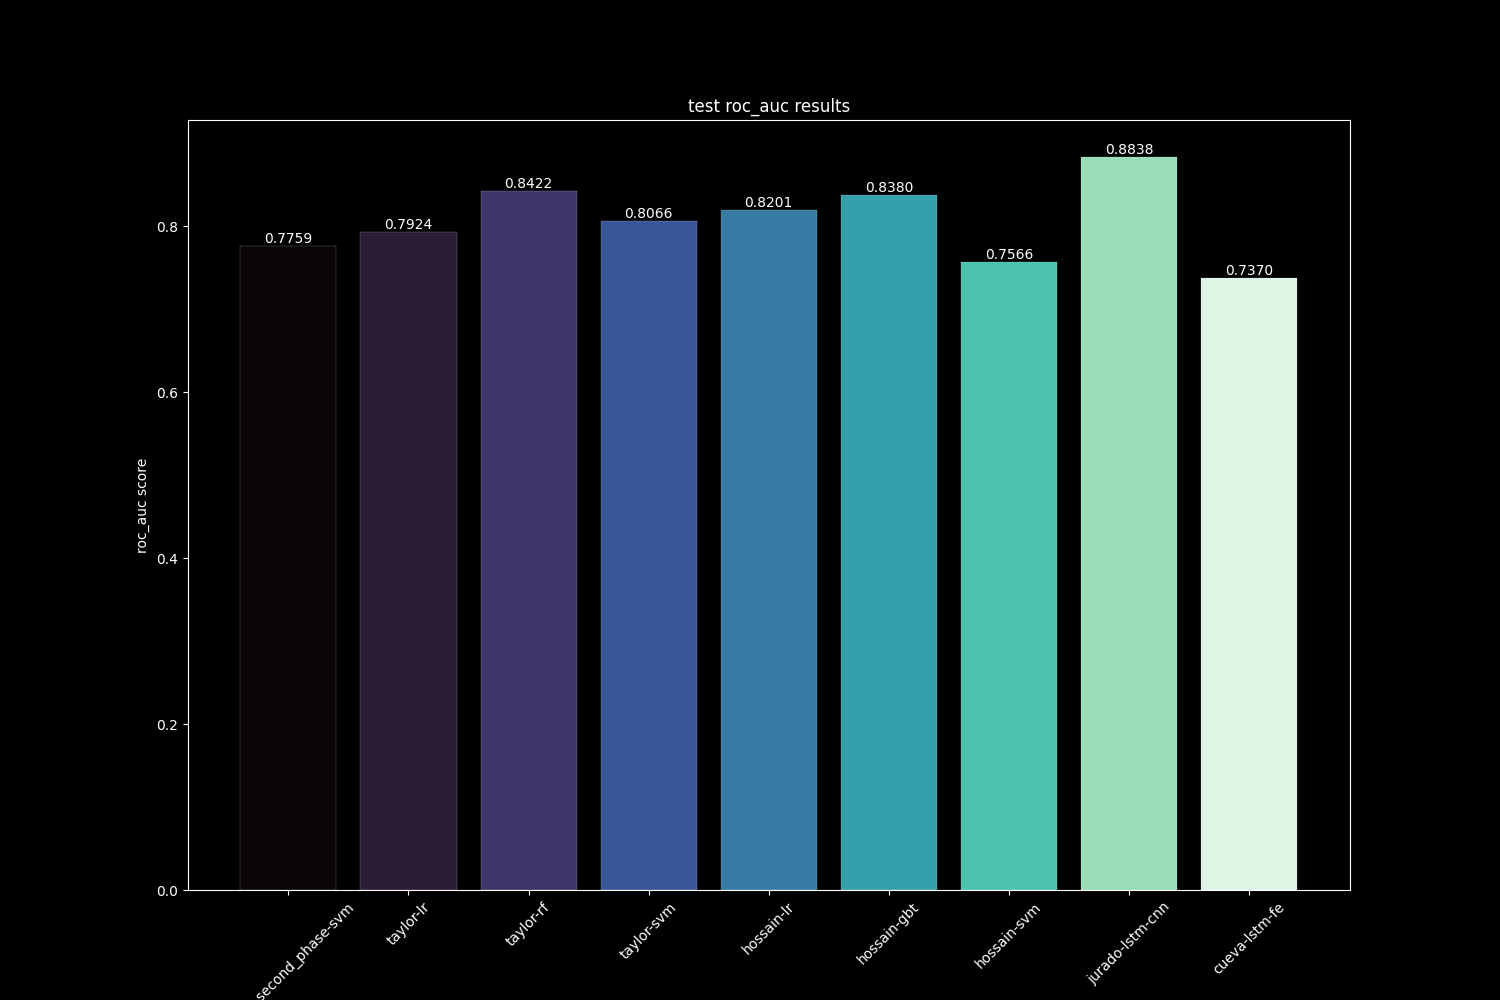 test roc_auc results
0.8838
0.8422
0.8380
0.8201
0.8066
0.7924
0.7759
0.7566
0.7370
roc_auc score
0.8
0.6
0.4
0.2
0.0
second_phase-svm
taylor-lr
taylor-rf
taylor-svm
hossain-lr
hossain-gbt
hossain-svm
jurado-lstm-cnn
cueva-lstm-fe